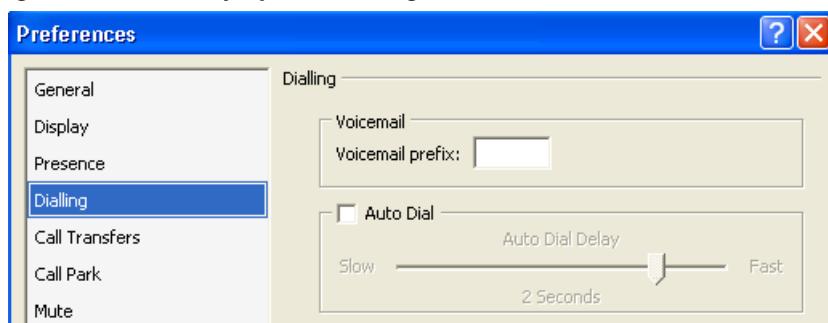 Preferences
General
Display
Presence
Dialling
Call Transfers
Call Park
Mute
Dialling
Voicemail
Voicemail prefix:
Auto Dial
Auto Dial Delay
Slow Fast
2 Seconds